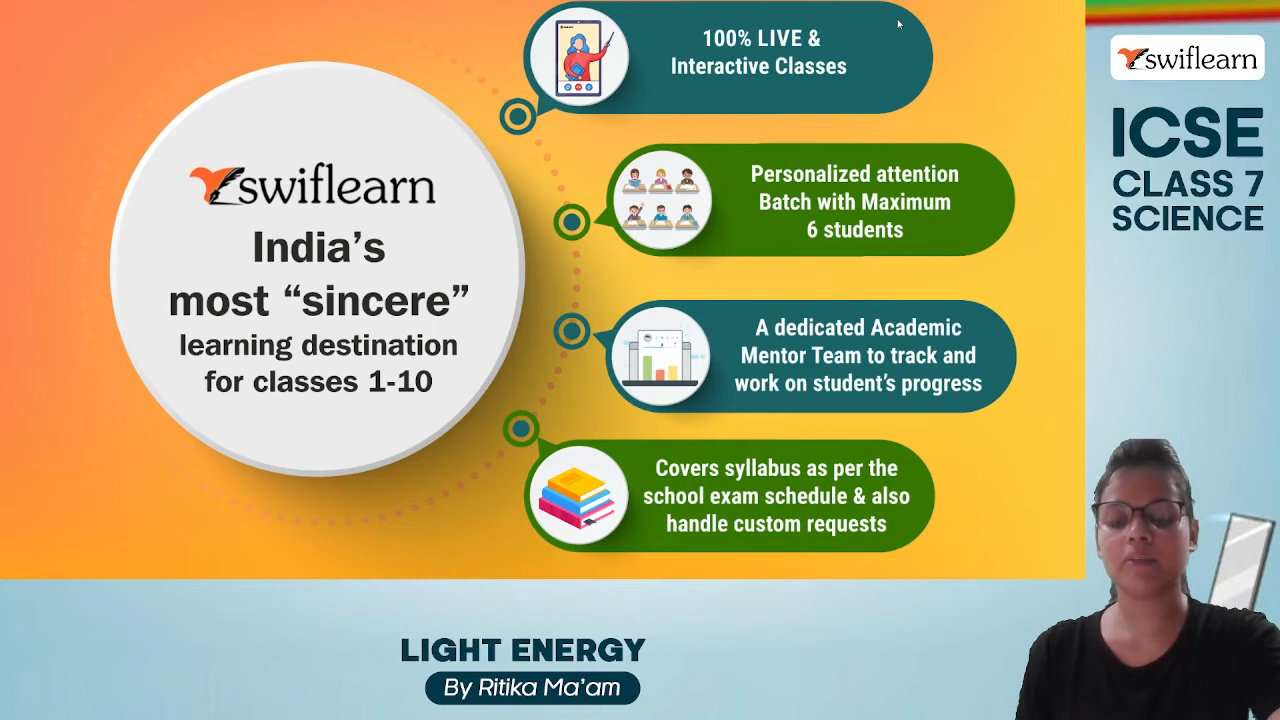 swiflearn
India's
most “sincere”
learning destination
for classes 1-10
100% LIVE &
Interactive Classes
Personalized attention
Batch with Maximum
6 students
A dedicated Academic
Mentor Team to track and
work on student's progress
Covers syllabus as per the
school exam schedule & also
handle custom requests
swiflearn
ICSE
CLASS 7
SCIENCE
LIGHT ENERGY
By Ritika Ma'am